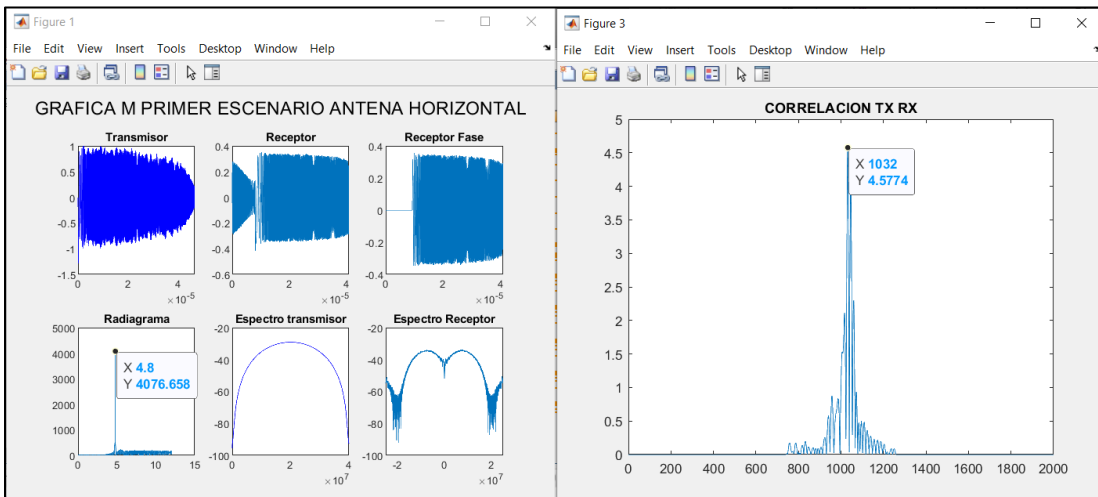 Figure 1
File Edit View Insert Tools Desktop Window Help
GRAFICA M PRIMER ESCENARIO ANTENA HORIZONTAL
Transmisor
1
0.5
0
-0.5
-1
-1.5
0 2 4
×10-5
Receptor
0.4
0.2
0
-0.2
-0.4
-0.6
0 2 4
×10-5
Receptor Fase
0.4
0.2
0
-0.2
-0.4
0 2 4
×10-5
Radiagrama
5000
4000
3000
2000
1000
0
X 4.8
Y 4076.658
0 5 10 15
Espectro transmisor
-20
-40
-60
-80
-100
0 1 2 3 4
×107
Espectro Receptor
-20
-40
-60
-80
-100
-2 0 2
×107
Figure 3
File Edit View Insert Tools Desktop Window Help
CORRELACION TX RX
5
4.5
4
3.5
3
2.5
2
1.5
1
0.5
0
X 1032
Y 4.5774
0 200 400 600 800 1000 1200 1400 1600 1800 2000